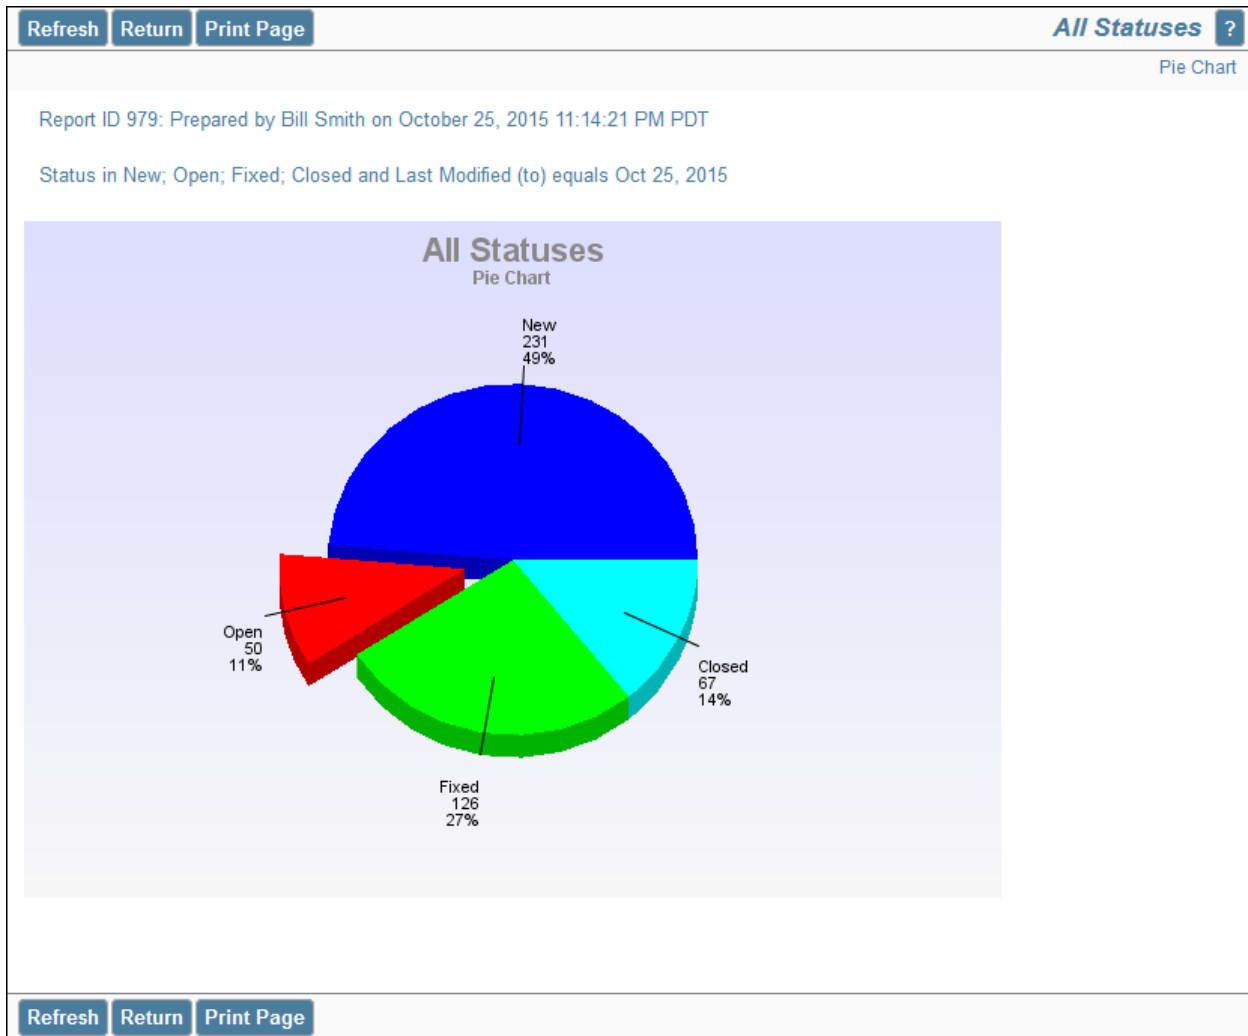 Refresh Return Print Page All Statuses ?
Pie Chart
Report ID 979: Prepared by Bill Smith on October 25, 2015 11:14:21 PM PDT
Status in New; Open; Fixed; Closed and Last Modified (to) equals Oct 25, 2015
All Statuses
Pie Chart
New
231
49%
Open
50
11%
Closed
67
14%
Fixed
126
27%
Refresh Return Print Page